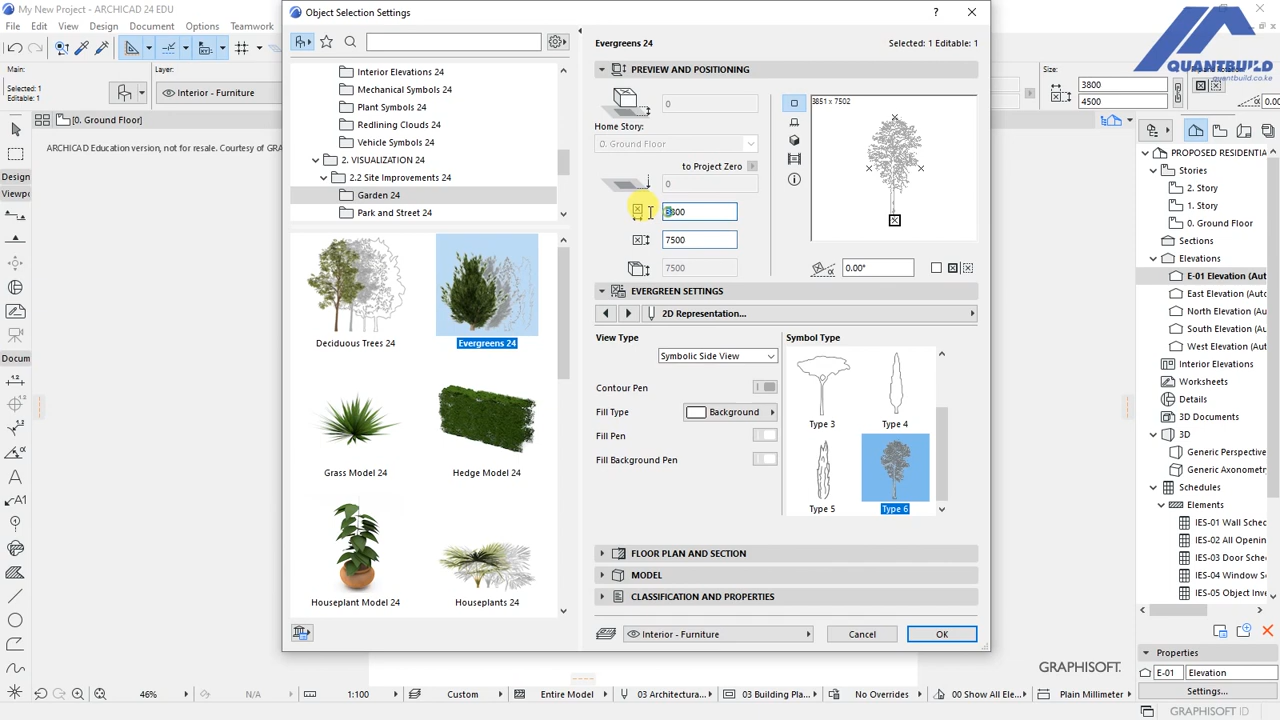 My New Project - ARCHICAD 24 EDU
File Edit View Design Document Options Teamwork
Main:
Selected: 1
Editable: 1
Layer:
Interior - Furniture
[0. Ground Floor]
ARCHICAD Education version, not for resale. Courtesy of GRA
Design
Viewp
Docum
Object Selection Settings
Interior Elevations 24
Mechanical Symbols 24
Plant Symbols 24
Redlining Clouds 24
Vehicle Symbols 24
2. VISUALIZATION 24
2.2 Site Improvements 24
Garden 24
Park and Street 24
Deciduous Trees 24
Evergreens 24
Grass Model 24
Hedge Model 24
Houseplant Model 24
Houseplants 24
Evergreens 24
Selected: 1 Editable: 1
PREVIEW AND POSITIONING
0
Home Story:
0. Ground Floor
to Project Zero
0
3800
7500
7500
3851 x 7502
0.00°
EVERGREEN SETTINGS
2D Representation...
View Type
Symbolic Side View
Contour Pen
Fill Type
Background
Fill Pen
Fill Background Pen
Symbol Type
Type 3
Type 4
Type 5
Type 6
FLOOR PLAN AND SECTION
MODEL
CLASSIFICATION AND PROPERTIES
Interior - Furniture
Cancel
OK
QUANTBUILD
quantbuild.co.ke
Size:
3800
4500
0.00
PROPOSED RESIDENTIA
Stories
2. Story
1. Story
0. Ground Floor
Sections
Elevations
E-01 Elevation (Aut
East Elevation (Auto
North Elevation (Au
South Elevation (Au
West Elevation (Aut
Interior Elevations
Worksheets
Details
3D Documents
3D
Generic Perspective
Generic Axonometry
Schedules
Elements
IES-01 Wall Sche
IES-02 All Openin
IES-03 Door Sche
IES-04 Window S
IES-05 Object Inve
Properties
E-01
Elevation
Settings...
GRAPHISOFT.
46%
N/A
1:100
Custom
Entire Model
03 Architectura...
03 Building Pla...
No Overrides
00 Show All Ele...
Plain Millimeter
GRAPHISOFT ID